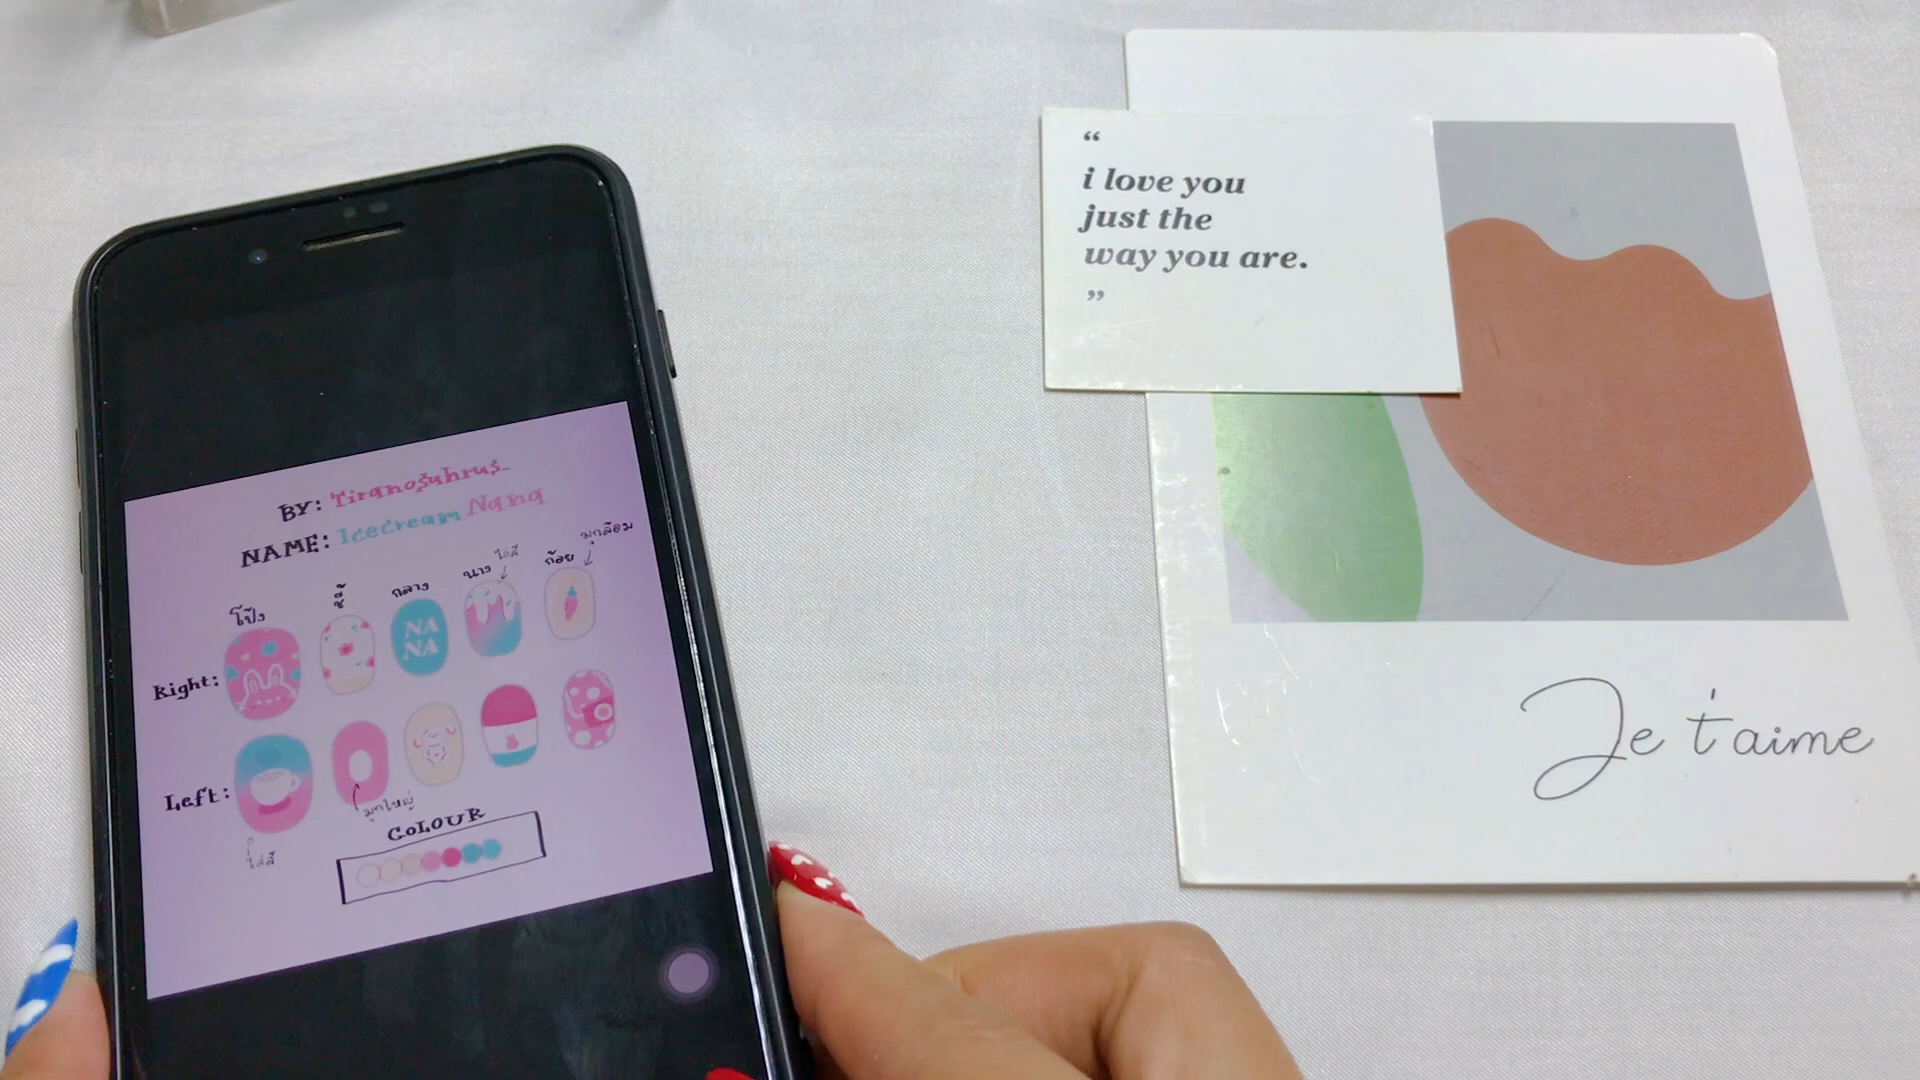 BY: Tiranosuhrus_
NAME: Icecream Nana
โป้ง
ชี้
กลาง
นาง
ไล่สี
ก้อย
มุกล้อม
Right:
NA
NA
Left:
ไล่สี
มุกใหญ่
COLOUR
“
i love you
just the
way you are.
”
Je t'aime